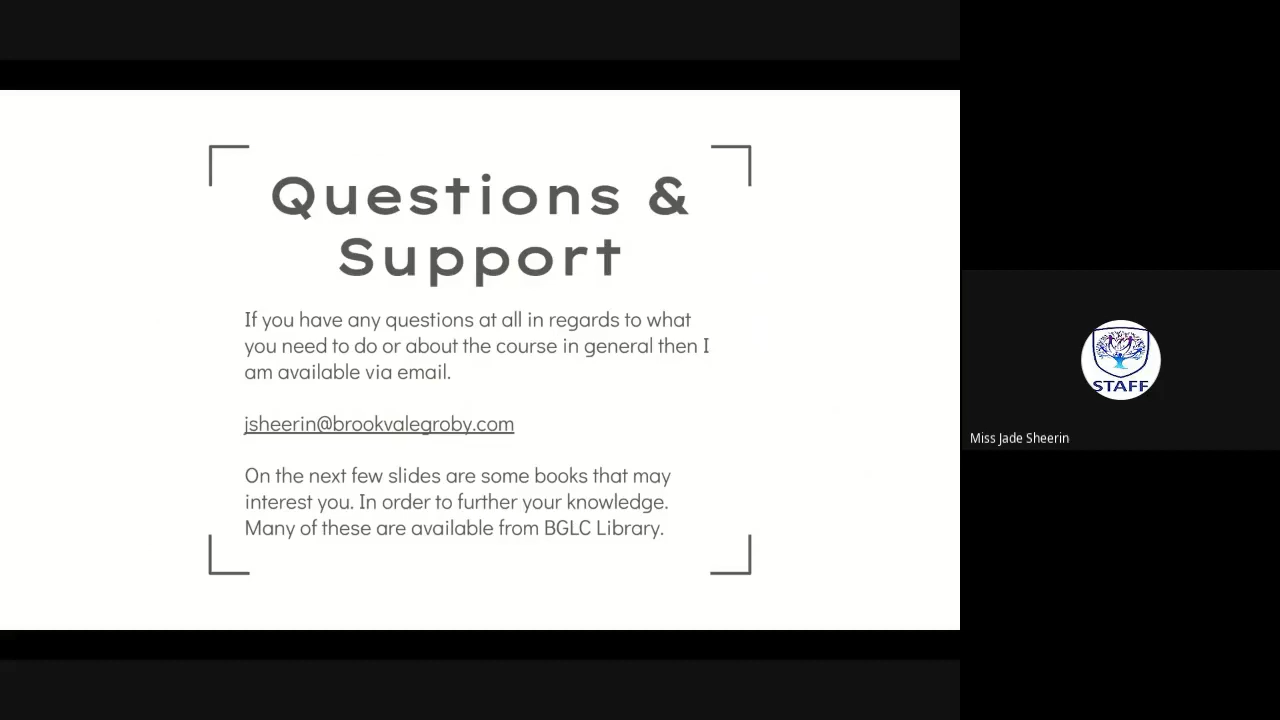 Questions &
Support
If you have any questions at all in regards to what
you need to do or about the course in general then I
am available via email.
jsheerin@brookvalegroby.com
On the next few slides are some books that may
interest you. In order to further your knowledge.
Many of these are available from BGLC Library.
STAFF
Miss Jade Sheerin